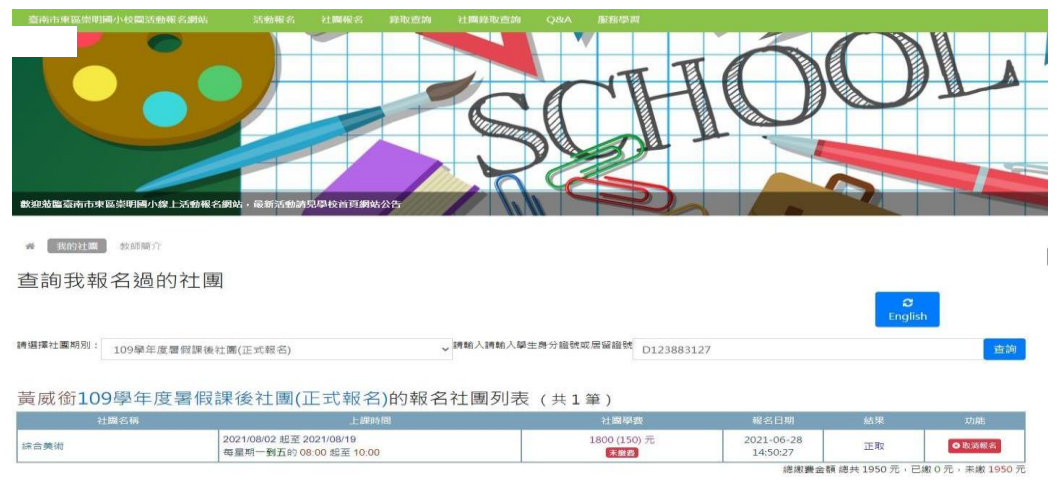 臺南市東區崇明國小校園活動報名網站 活動報名 社團報名 錄取查詢 社團錄取查詢 Q&A 服務學習
SCHOOL
歡迎蒞臨臺南市東區崇明國小線上活動報名網站,最新活動請見學校首頁網站公告
我的社團 教師簡介
查詢我報名過的社團
English
請選擇社團期別: 109學年度暑假課後社團(正式報名) 請輸入請輸入學生身分證號或居留證號 D123883127 查詢
黃威銜109學年度暑假課後社團(正式報名)的報名社團列表 (共 1 筆)
社團名稱 上課時間 社團學費 報名日期 結果 功能
綜合美術 2021/08/02 起至 2021/08/19 1800 (150) 元 2021-06-28 正取 取消報名
每星期一到五的 08:00 起至 10:00 未繳費 14:50:27
總繳費金額 總共 1950 元,已繳 0 元,未繳 1950 元